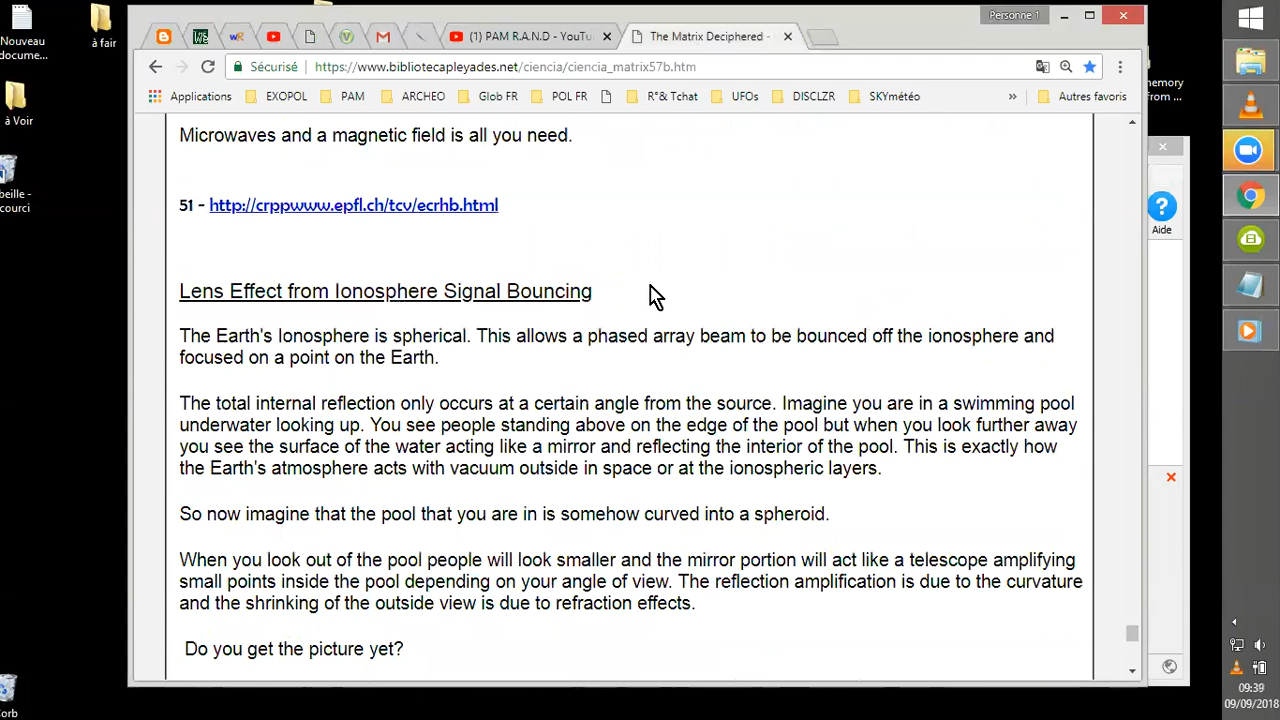 Nouveau
docume...
à fair
à Voir
beille -
courci
Corb
Personne 1
(1) PAM R.A.N.D - YouTu
The Matrix Deciphered -
Sécurisé
https://www.bibliotecapleyades.net/ciencia/ciencia_matrix57b.htm
Applications
EXOPOL
PAM
ARCHEO
Glob FR
POL FR
R°& Tchat
UFOs
DISCLZR
SKYmétéo
»
Autres favoris
Microwaves and a magnetic field is all you need.
51 - http://crppwww.epfl.ch/tcv/ecrhb.html
Lens Effect from Ionosphere Signal Bouncing
The Earth's Ionosphere is spherical. This allows a phased array beam to be bounced off the ionosphere and
focused on a point on the Earth.
The total internal reflection only occurs at a certain angle from the source. Imagine you are in a swimming pool
underwater looking up. You see people standing above on the edge of the pool but when you look further away
you see the surface of the water acting like a mirror and reflecting the interior of the pool. This is exactly how
the Earth's atmosphere acts with vacuum outside in space or at the ionospheric layers.
So now imagine that the pool that you are in is somehow curved into a spheroid.
When you look out of the pool people will look smaller and the mirror portion will act like a telescope amplifying
small points inside the pool depending on your angle of view. The reflection amplification is due to the curvature
and the shrinking of the outside view is due to refraction effects.
Do you get the picture yet?
memory
from ...
Aide
09:39
09/09/2018